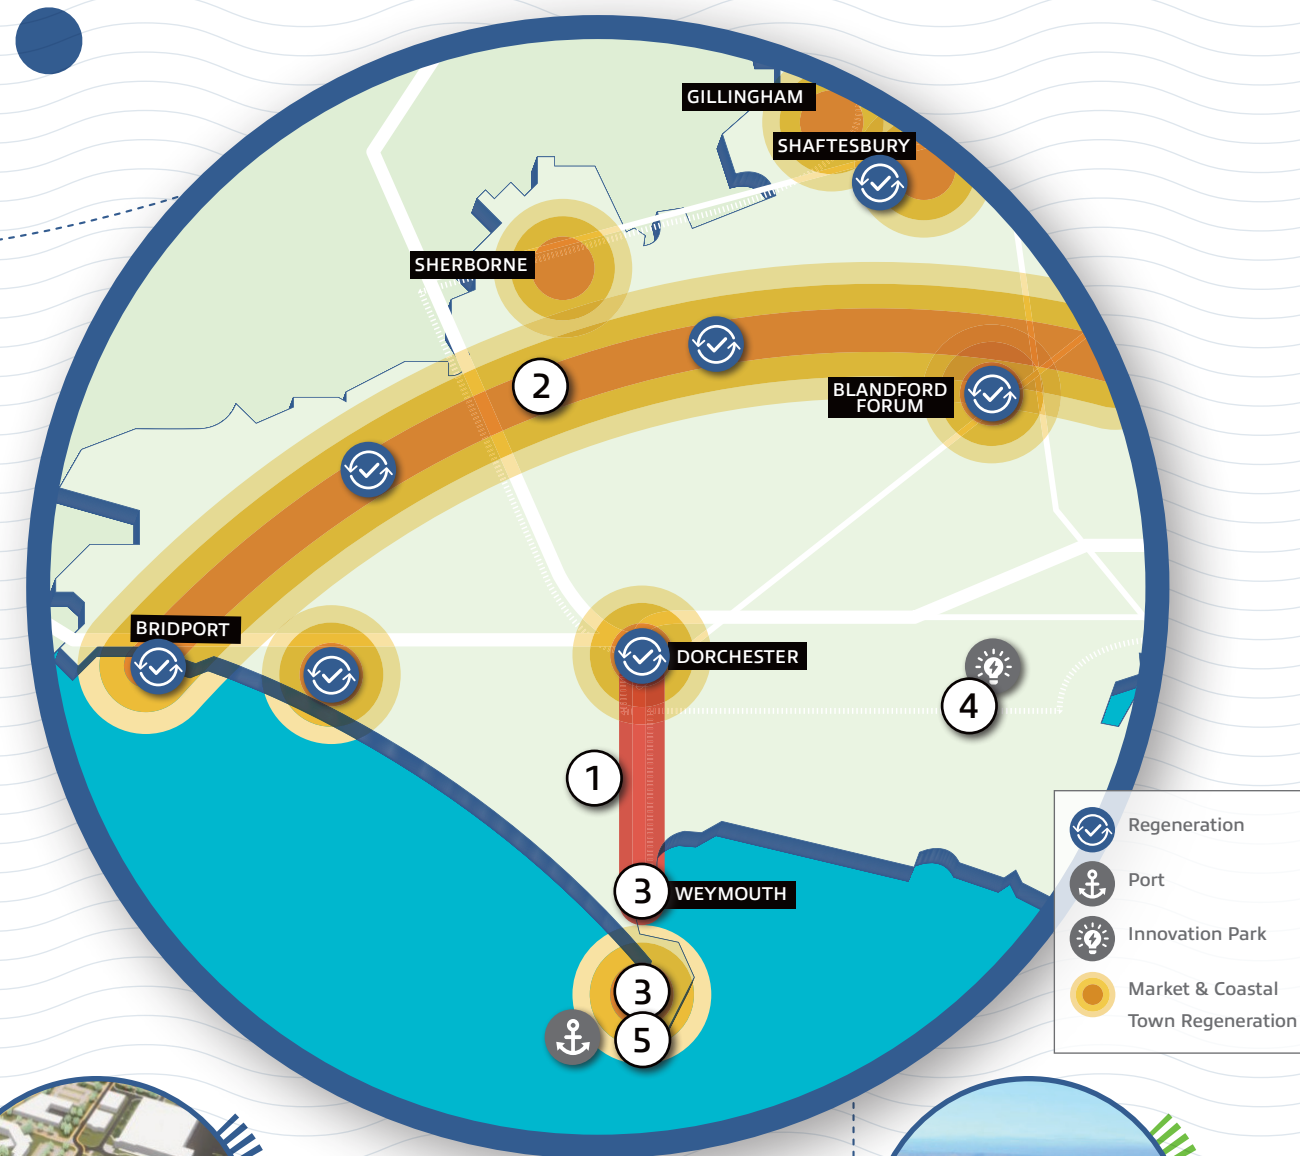 GILLINGHAM
SHAFTESBURY
SHERBORNE
2
BLANDFORD
FORUM
BRIDPORT
DORCHESTER
4
1
3
WEYMOUTH
3
5
Regeneration
Port
Innovation Park
Market & Coastal
Town Regeneration